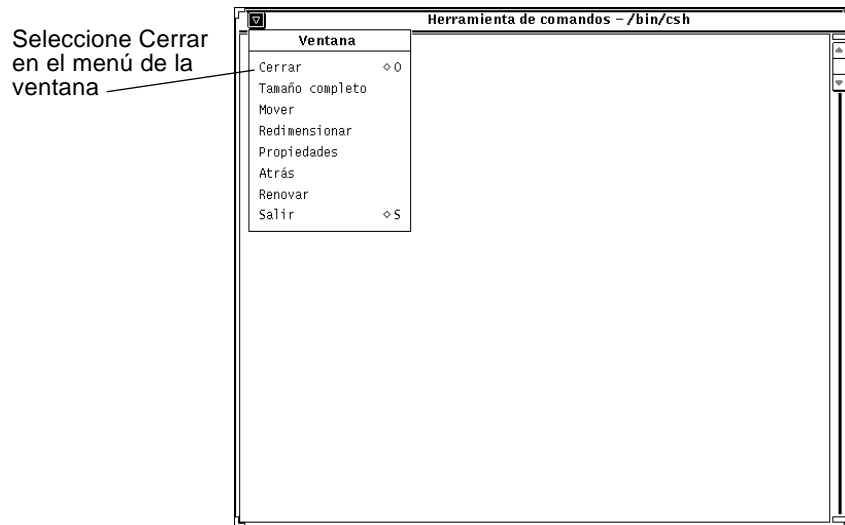 Herramienta de comandos – /bin/csh
Seleccione Cerrar
en el menú de la
ventana
Ventana
Cerrar ◇O
Tamaño completo
Mover
Redimensionar
Propiedades
Atrás
Renovar
Salir ◇S